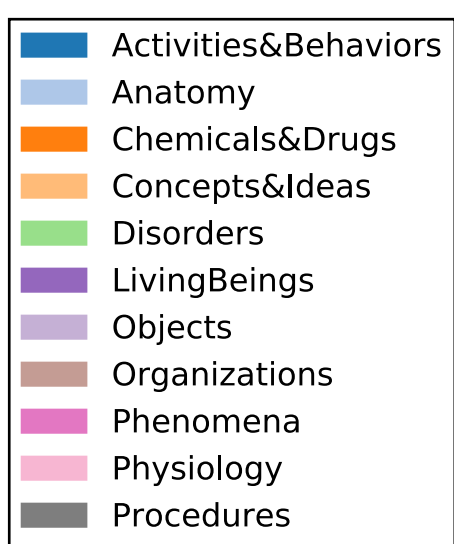 Activities&Behaviors
Anatomy
Chemicals&Drugs
Concepts&Ideas
Disorders
LivingBeings
Objects
Organizations
Phenomena
Physiology
Procedures